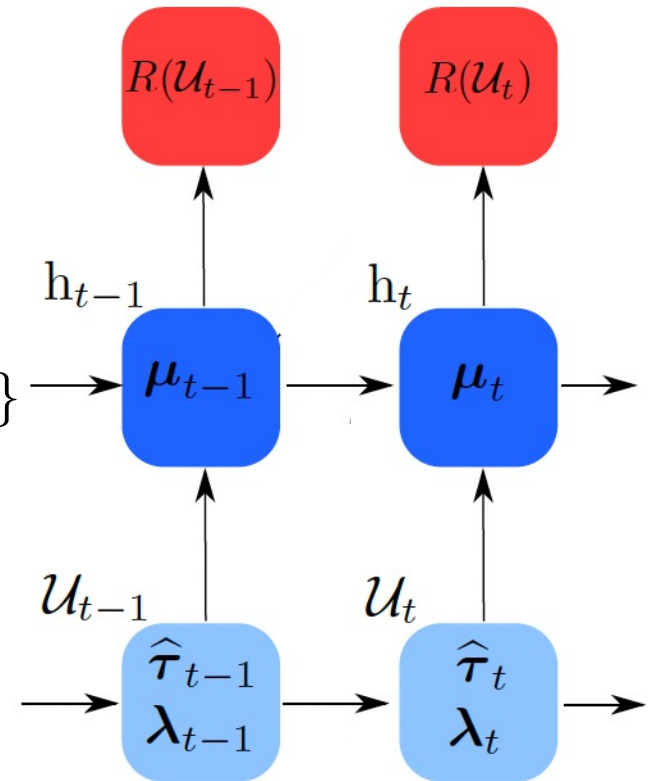 R(𝒰_{t−1}) R(𝒰_t)
h_{t−1} h_t
} μ_{t−1} μ_t
𝒰_{t−1} 𝒰_t
τ̂_{t−1} τ̂_t
λ_{t−1} λ_t